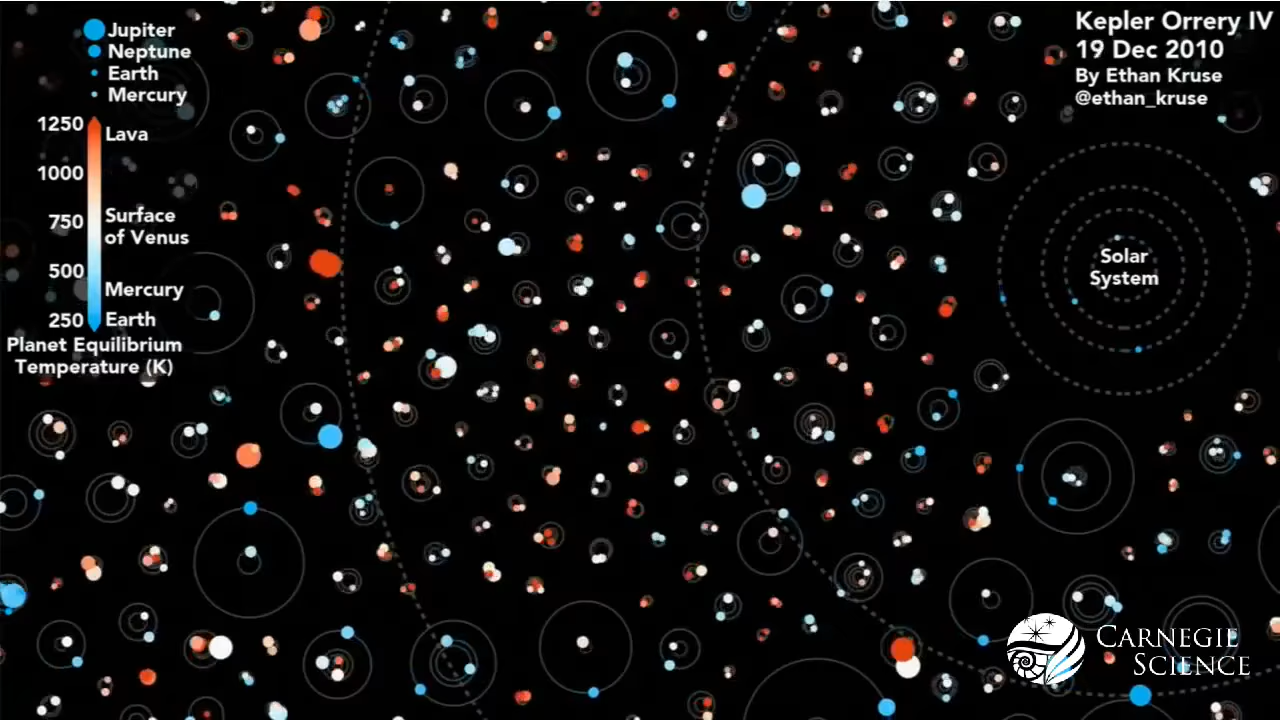 Jupiter
Neptune
Earth
Mercury
1250
Lava
1000
750
Surface
of Venus
500
Mercury
250
Earth
Planet Equilibrium
Temperature (K)
Kepler Orrery IV
19 Dec 2010
By Ethan Kruse
@ethan_kruse
Solar
System
CARNEGIE
SCIENCE